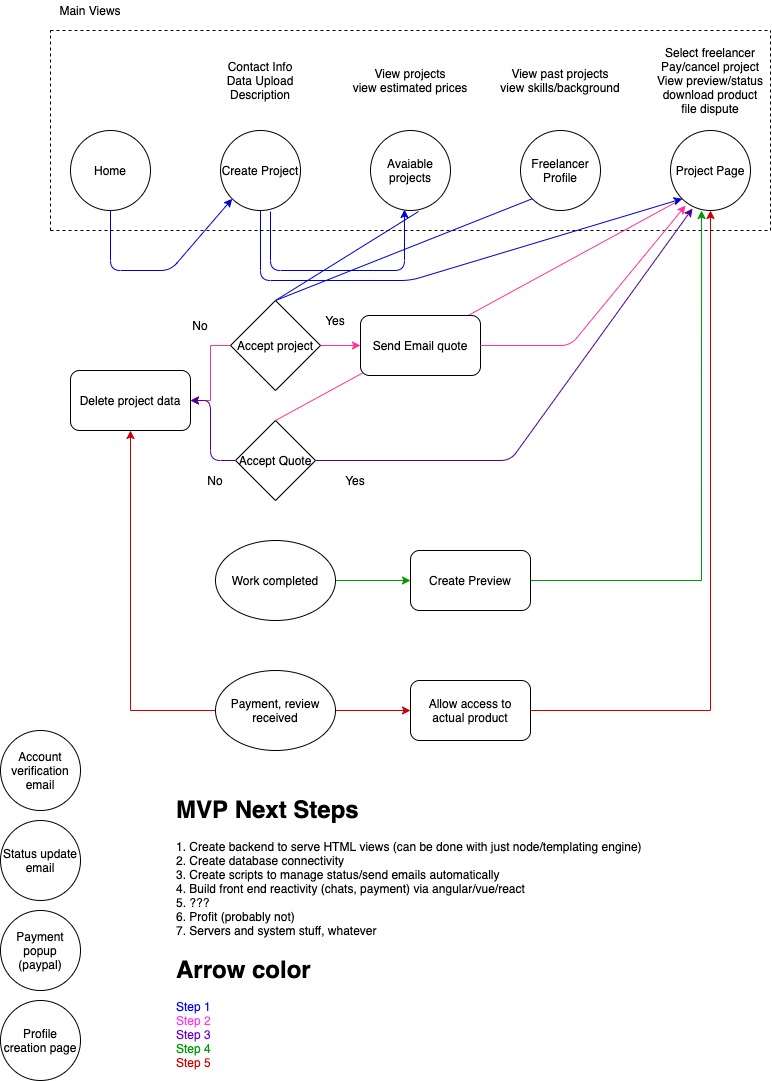 Main Views
Contact Info
Data Upload
Description
View projects
view estimated prices
View past projects
view skills/background
Select freelancer
Pay/cancel project
View preview/status
download product
file dispute
Home
Create Project
Avaiable
projects
Freelancer
Profile
Project Page
No
Accept project
Yes
Send Email quote
Delete project data
Accept Quote
No
Yes
Work completed
Create Preview
Payment, review
received
Allow access to
actual product
Account
verification
email
Status update
email
Payment
popup
(paypal)
Profile
creation page
MVP Next Steps
1. Create backend to serve HTML views (can be done with just node/templating engine)
2. Create database connectivity
3. Create scripts to manage status/send emails automatically
4. Build front end reactivity (chats, payment) via angular/vue/react
5. ???
6. Profit (probably not)
7. Servers and system stuff, whatever
Arrow color
Step 1
Step 2
Step 3
Step 4
Step 5